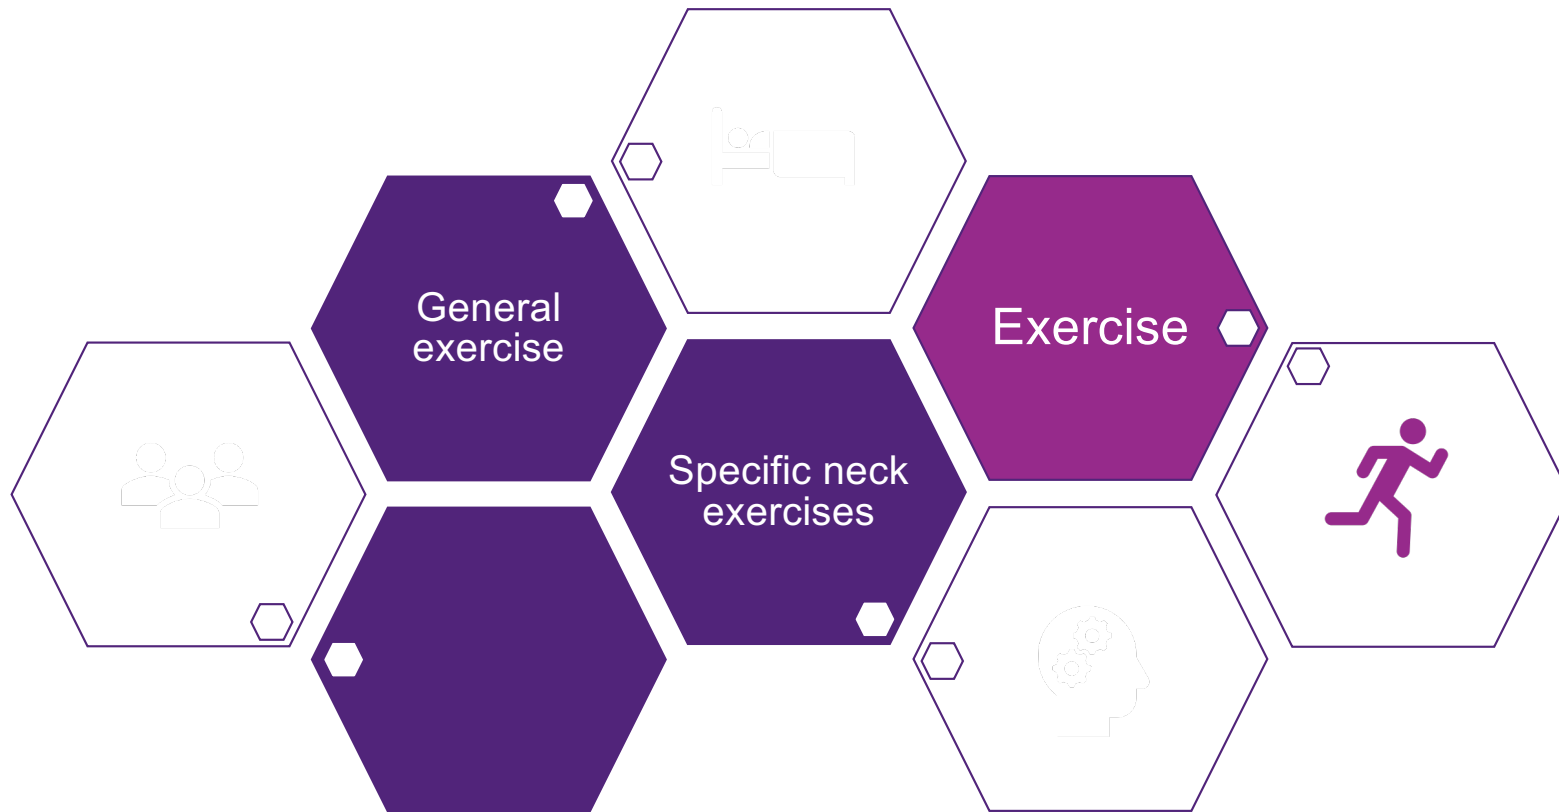 General
exercise
Exercise
Specific neck
exercises